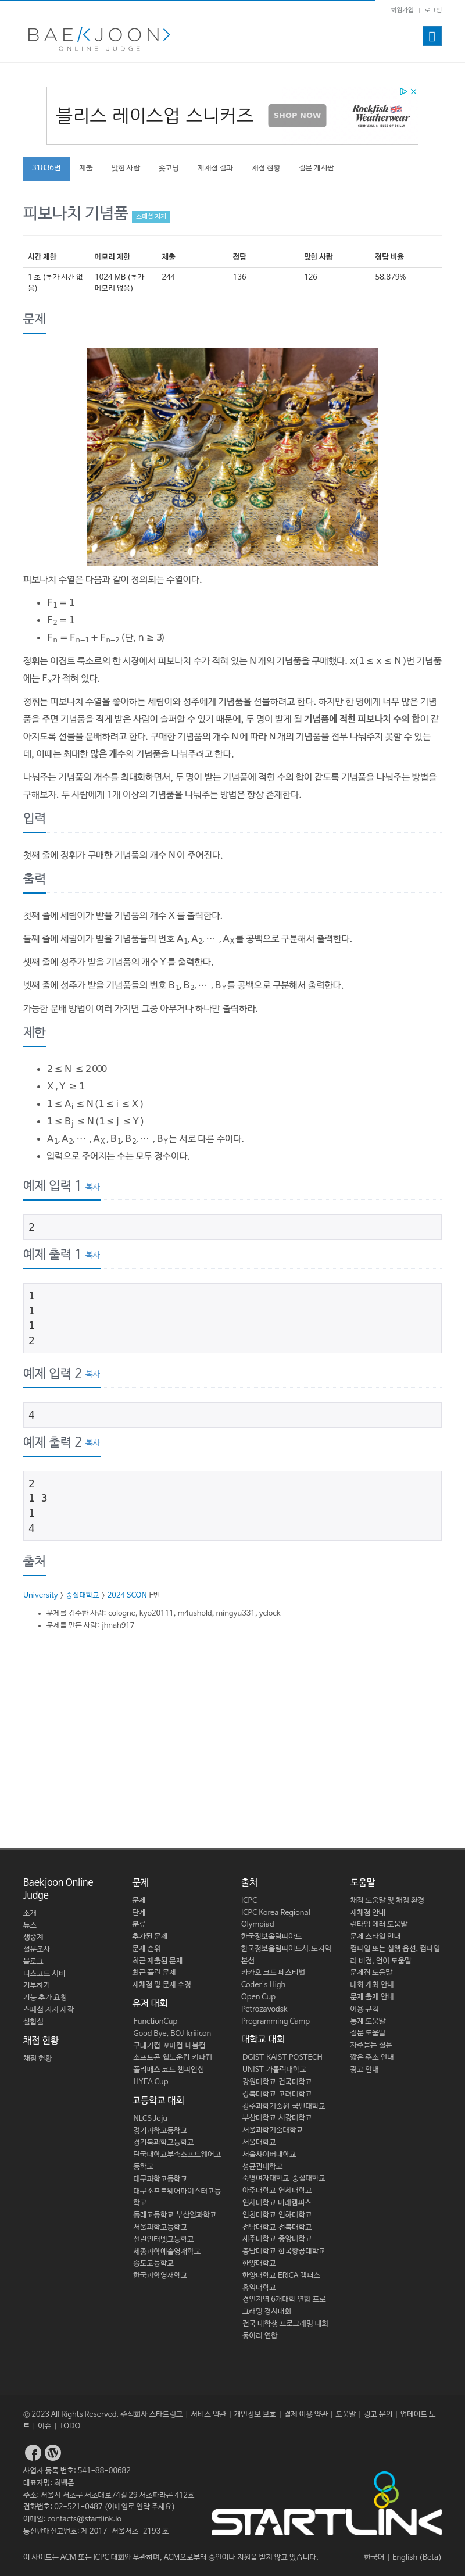 회원가입 | 로그인
BAEKJOON
ONLINE JUDGE
블리스 레이스업 스니커즈
SHOP NOW
Rockfish Weatherwear
31836번 제출 맞힌 사람 숏코딩 재채점 결과 채점 현황 질문 게시판
피보나치 기념품 스페셜 저지
시간 제한 메모리 제한 제출 정답 맞힌 사람 정답 비율
1 초 (추가 시간 없음) 1024 MB (추가 메모리 없음) 244 136 126 58.879%
문제
피보나치 수열은 다음과 같이 정의되는 수열이다.
F1 = 1
F2 = 1
Fn = Fn−1 + Fn−2 (단, n ≥ 3)
정휘는 이집트 룩소르의 한 시장에서 피보나치 수가 적혀 있는 N개의 기념품을 구매했다. x(1 ≤ x ≤ N)번 기념품
에는 Fx가 적혀 있다.
정휘는 피보나치 수열을 좋아하는 세림이와 성주에게 기념품을 선물하려고 한다. 하지만 한 명에게 너무 많은 기념
품을 주면 기념품을 적게 받은 사람이 슬퍼할 수 있기 때문에, 두 명이 받게 될 기념품에 적힌 피보나치 수의 합이 같
아지도록 선물을 분배하려고 한다. 구매한 기념품의 개수 N에 따라 N개의 기념품을 전부 나눠주지 못할 수 있는
데, 이때는 최대한 많은 개수의 기념품을 나눠주려고 한다.
나눠주는 기념품의 개수를 최대화하면서, 두 명이 받는 기념품에 적힌 수의 합이 같도록 기념품을 나눠주는 방법을
구해보자. 두 사람에게 1개 이상의 기념품을 나눠주는 방법은 항상 존재한다.
입력
첫째 줄에 정휘가 구매한 기념품의 개수 N이 주어진다.
출력
첫째 줄에 세림이가 받을 기념품의 개수 X를 출력한다.
둘째 줄에 세림이가 받을 기념품들의 번호 A1, A2, ⋯ , AX를 공백으로 구분해서 출력한다.
셋째 줄에 성주가 받을 기념품의 개수 Y를 출력한다.
넷째 줄에 성주가 받을 기념품들의 번호 B1, B2, ⋯ , BY를 공백으로 구분해서 출력한다.
가능한 분배 방법이 여러 가지면 그중 아무거나 하나만 출력하라.
제한
2 ≤ N ≤ 2000
X, Y ≥ 1
1 ≤ Ai ≤ N (1 ≤ i ≤ X)
1 ≤ Bj ≤ N (1 ≤ j ≤ Y)
A1, A2, ⋯ , AX, B1, B2, ⋯ , BY는 서로 다른 수이다.
입력으로 주어지는 수는 모두 정수이다.
예제 입력 1 복사
2
예제 출력 1 복사
1
1
1
2
예제 입력 2 복사
4
예제 출력 2 복사
2
1 3
1
4
출처
University > 숭실대학교 > 2024 SCON F번
문제를 검수한 사람: cologne, kyo20111, m4ushold, mingyu331, yclock
문제를 만든 사람: jhnah917
Baekjoon Online
Judge
소개
뉴스
생중계
설문조사
블로그
디스코드 서버
기부하기
기능 추가 요청
스페셜 저지 제작
실험실
채점 현황
채점 현황
문제
문제
단계
분류
추가된 문제
문제 순위
최근 제출된 문제
최근 풀린 문제
재채점 및 문제 수정
유저 대회
FunctionCup
Good Bye, BOJ kriiicon
구데기컵 꼬마컵 네블컵
소프트콘 웰노운컵 키파컵
폴리매스 코드 챔피언십
HYEA Cup
고등학교 대회
NLCS Jeju
경기과학고등학교
경기북과학고등학교
단국대학교부속소프트웨어고
등학교
대구과학고등학교
대구소프트웨어마이스터고등
학교
동래고등학교 부산일과학고
서울과학고등학교
선린인터넷고등학교
세종과학예술영재학교
송도고등학교
한국과학영재학교
출처
ICPC
ICPC Korea Regional
Olympiad
한국정보올림피아드
한국정보올림피아드시.도지역
본선
카카오 코드 페스티벌
Coder's High
Open Cup
Petrozavodsk
Programming Camp
대학교 대회
DGIST KAIST POSTECH
UNIST 가톨릭대학교
강원대학교 건국대학교
경북대학교 고려대학교
광주과학기술원 국민대학교
부산대학교 서강대학교
서울과학기술대학교
서울대학교
서울사이버대학교
성균관대학교
숙명여자대학교 숭실대학교
아주대학교 연세대학교
연세대학교 미래캠퍼스
인천대학교 인하대학교
전남대학교 전북대학교
제주대학교 중앙대학교
충남대학교 한국항공대학교
한양대학교
한양대학교 ERICA 캠퍼스
홍익대학교
경인지역 6개대학 연합 프로
그래밍 경시대회
전국 대학생 프로그래밍 대회
동아리 연합
도움말
채점 도움말 및 채점 환경
재채점 안내
런타임 에러 도움말
문제 스타일 안내
컴파일 또는 실행 옵션, 컴파일
러 버전, 언어 도움말
문제집 도움말
대회 개최 안내
문제 출제 안내
이용 규칙
통계 도움말
질문 도움말
자주묻는 질문
짧은 주소 안내
광고 안내
© 2023 All Rights Reserved. 주식회사 스타트링크 | 서비스 약관 | 개인정보 보호 | 결제 이용 약관 | 도움말 | 광고 문의 | 업데이트 노
트 | 이슈 | TODO
사업자 등록 번호: 541-88-00682
대표자명: 최백준
주소: 서울시 서초구 서초대로74길 29 서초파라곤 412호
전화번호: 02-521-0487 (이메일로 연락 주세요)
이메일: contacts@startlink.io
통신판매신고번호: 제 2017-서울서초-2193 호
STARTLINK
이 사이트는 ACM 또는 ICPC 대회와 무관하며, ACM으로부터 승인이나 지원을 받지 않고 있습니다.
한국어 | English (Beta)